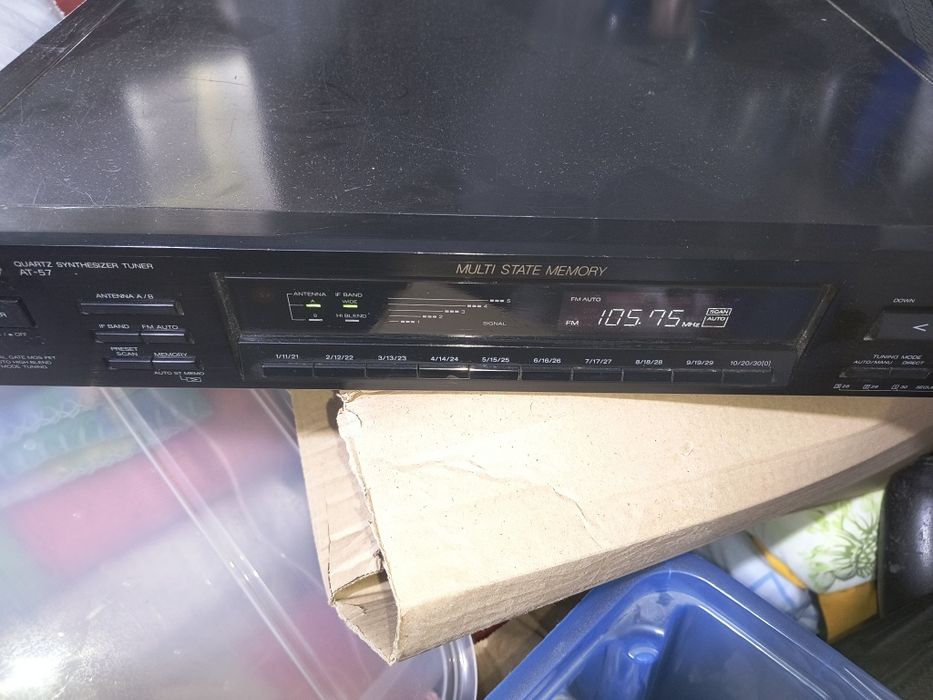 QUARTZ SYNTHESIZER TUNER
AT-57
MULTI STATE MEMORY
ANTENNA A / B
IF BAND FM AUTO
PRESET SCAN MEMORY
AUTO ST MEMO
MODE TUNING
ANTENNA IF BAND
A WIDE
B HI BLEND
5
4
3
2
1
SIGNAL
FM AUTO
FM 105.75 MHz SCAN AUTO
1/11/21 2/12/22 3/13/23 4/14/24 5/15/25 6/16/26 7/17/27 8/18/28 9/19/29 10/20/30(0)
DOWN
<
TUNING MODE
AUTO/MANU DIRECT